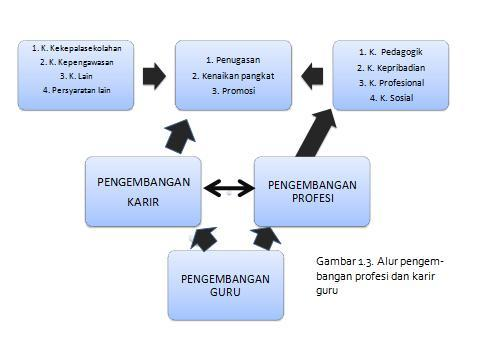 1. K. Kekepalasekolahan
2. K. Kepengawasan
3. K. Lain
4. Persyaratan lain
1. Penugasan
2. Kenaikan pangkat
3. Promosi
1. K. Pedagogik
2. K. Kepribadian
3. K. Profesional
4. K. Sosial
PENGEMBANGAN
KARIR
PENGEMBANGAN
PROFESI
PENGEMBANGAN
GURU
Gambar 1.3. Alur pengem-
bangan profesi dan karir
guru